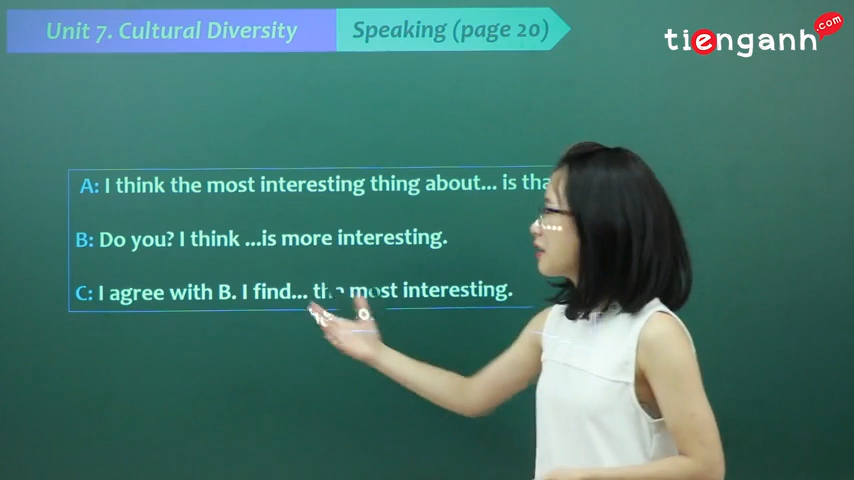 Unit 7. Cultural Diversity
Speaking (page 20)
tienganh.com
A: I think the most interesting thing about... is
B: Do you? I think ...is more interesting.
C: I agree with B. I find... the most interesting.